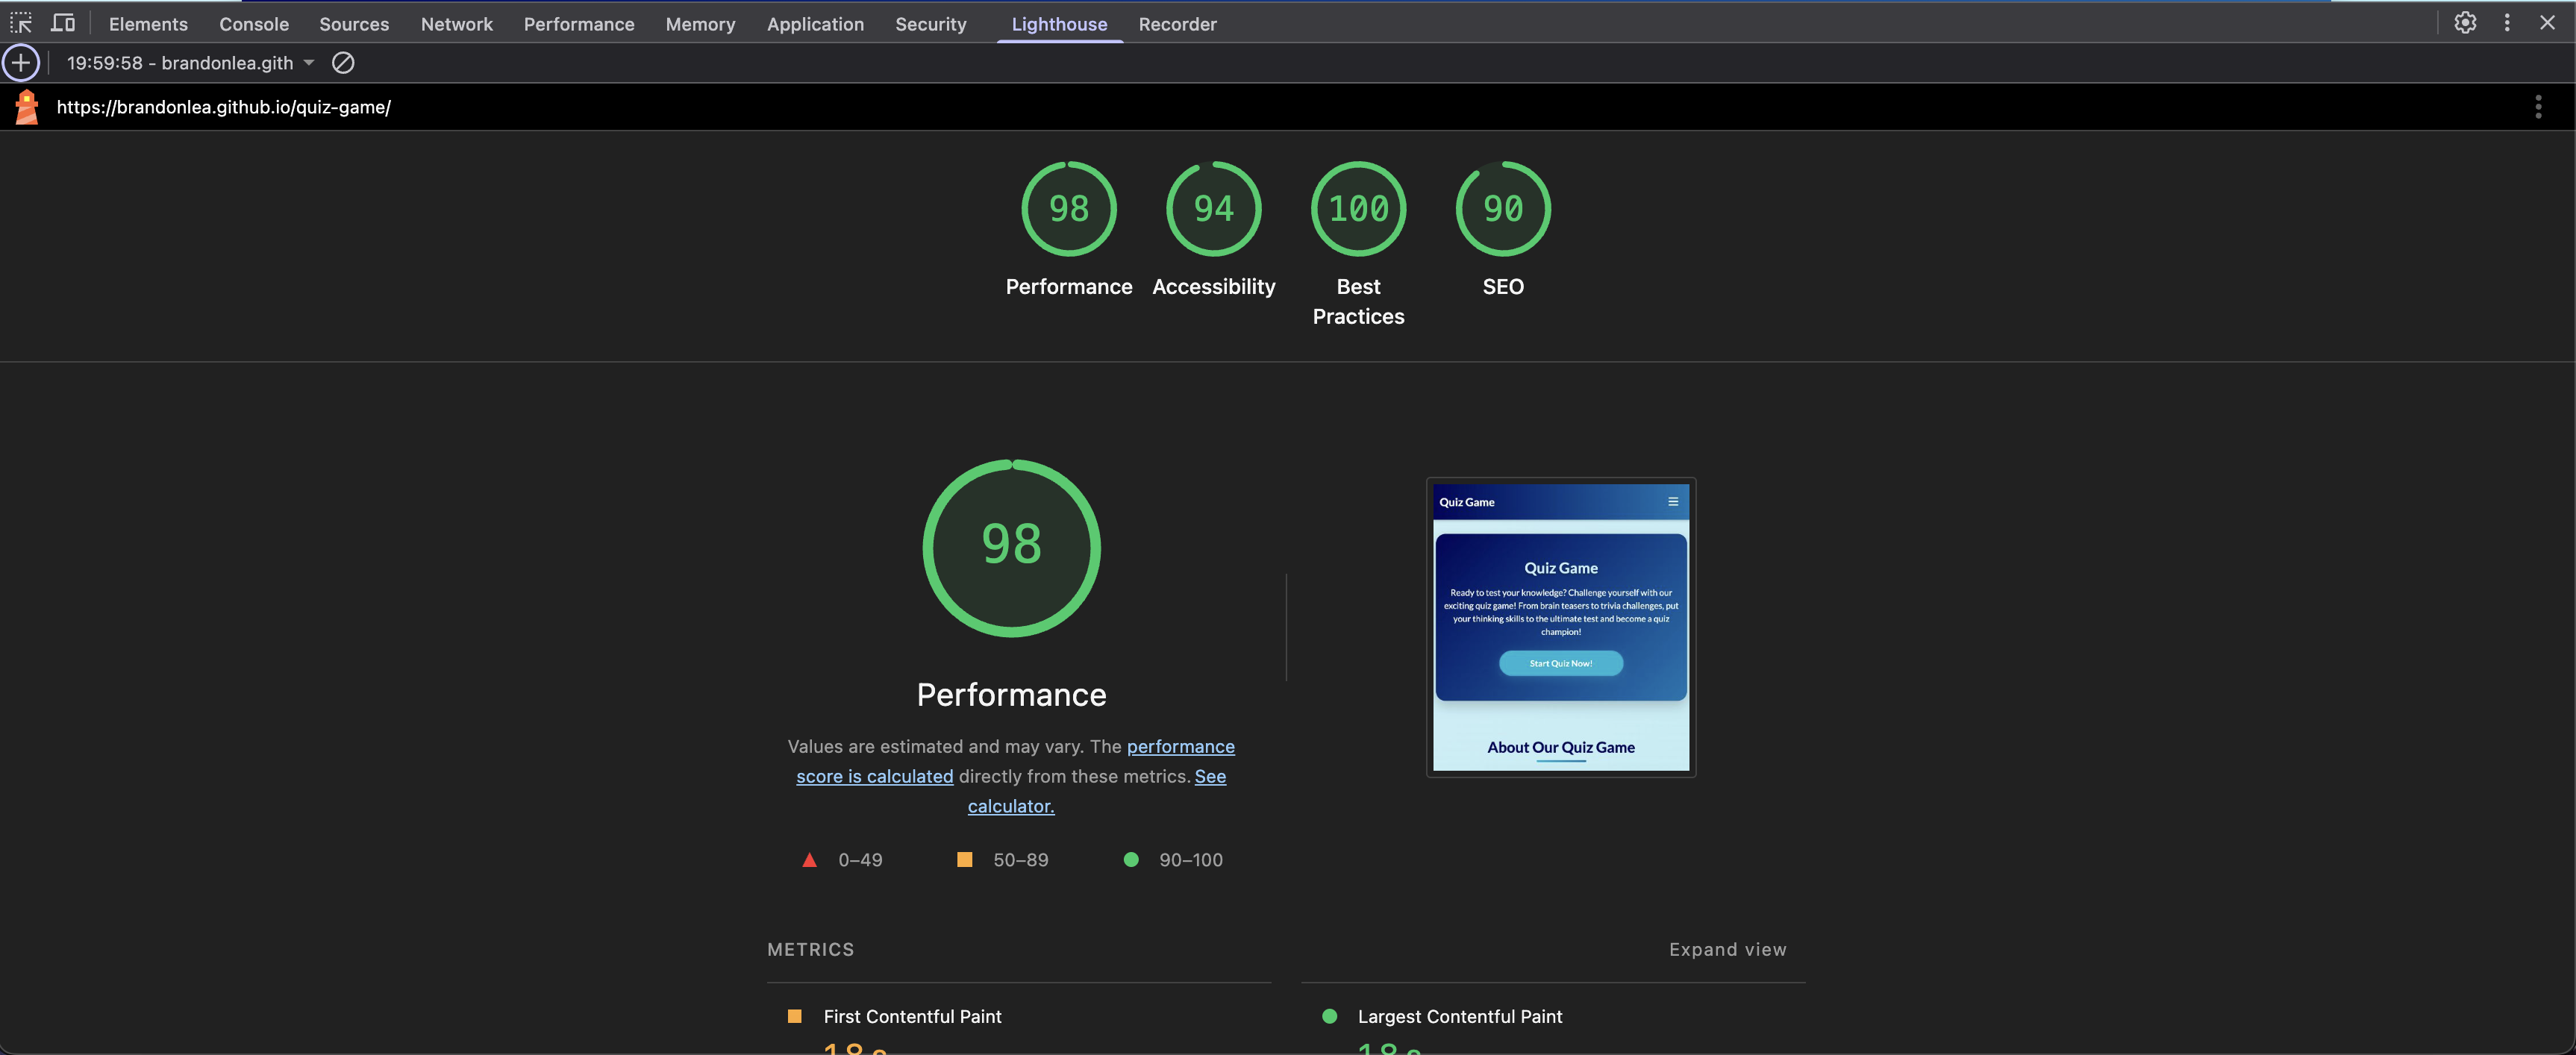 Elements Console Sources Network Performance Memory Application Security Lighthouse Recorder
19:59:58 - brandonlea.gith
https://brandonlea.github.io/quiz-game/
98 94 100 90
Performance Accessibility Best Practices SEO
98
Performance
Values are estimated and may vary. The performance
score is calculated directly from these metrics. See
calculator.
0–49 50–89 90–100
Quiz Game
Quiz Game
Ready to test your knowledge? Challenge yourself with our
exciting quiz game! From brain teasers to trivia challenges, put
your thinking skills to the ultimate test and become a quiz
champion!
Start Quiz Now!
About Our Quiz Game
METRICS Expand view
First Contentful Paint Largest Contentful Paint
1.8 s 1.8 s